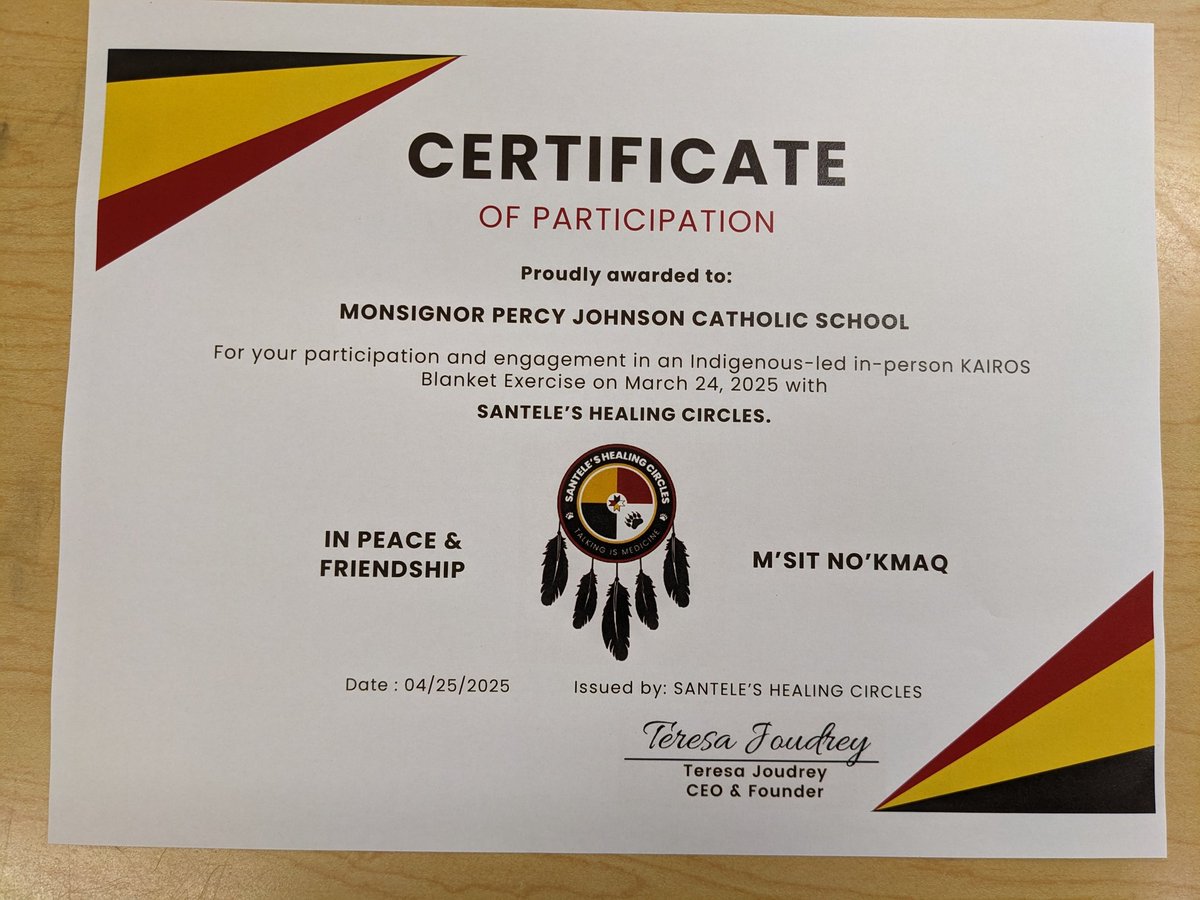 CERTIFICATE
OF PARTICIPATION
Proudly awarded to:
MONSIGNOR PERCY JOHNSON CATHOLIC SCHOOL
For your participation and engagement in an Indigenous-led in-person KAIROS
Blanket Exercise on March 24, 2025 with
SANTELE'S HEALING CIRCLES.
SANTELE'S HEALING CIRCLES
TALKING IS MEDICINE
IN PEACE &
FRIENDSHIP
M'SIT NO'KMAQ
Date : 04/25/2025
Issued by: SANTELE'S HEALING CIRCLES
Teresa Joudrey
Teresa Joudrey
CEO & Founder